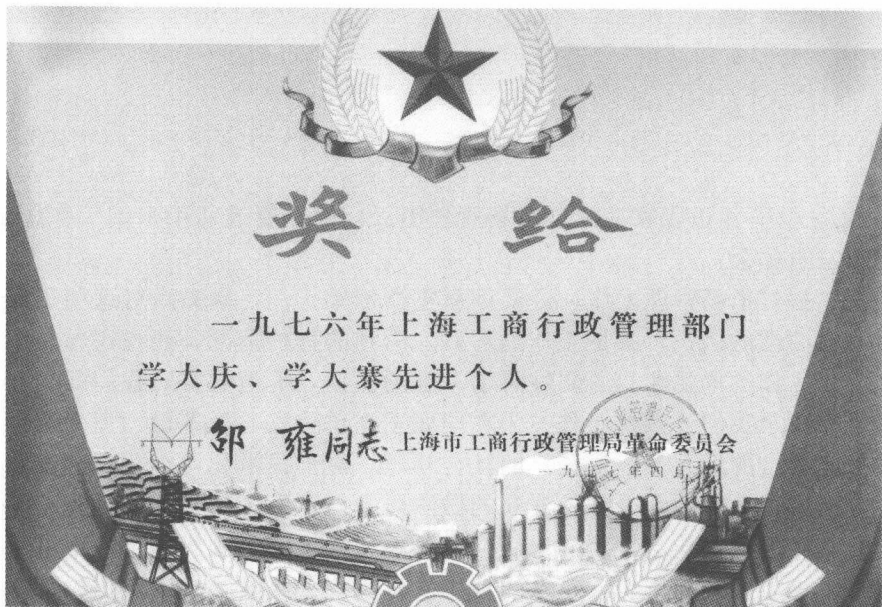 奖 给
一九七六年上海工商行政管理部门
学大庆、学大寨先进个人。
邵 雍同志 上海市工商行政管理局革命委员会
一九七七年四月